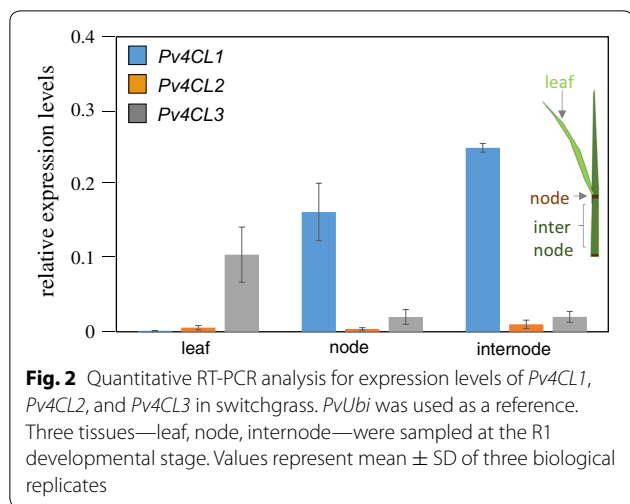 0.4
0.3
0.2
0.1
0
relative expression levels
Pv4CL1
Pv4CL2
Pv4CL3
leaf
node
inter
node
leaf node internode
Fig. 2 Quantitative RT-PCR analysis for expression levels of Pv4CL1,
Pv4CL2, and Pv4CL3 in switchgrass. PvUbi was used as a reference.
Three tissues—leaf, node, internode—were sampled at the R1
developmental stage. Values represent mean ± SD of three biological
replicates